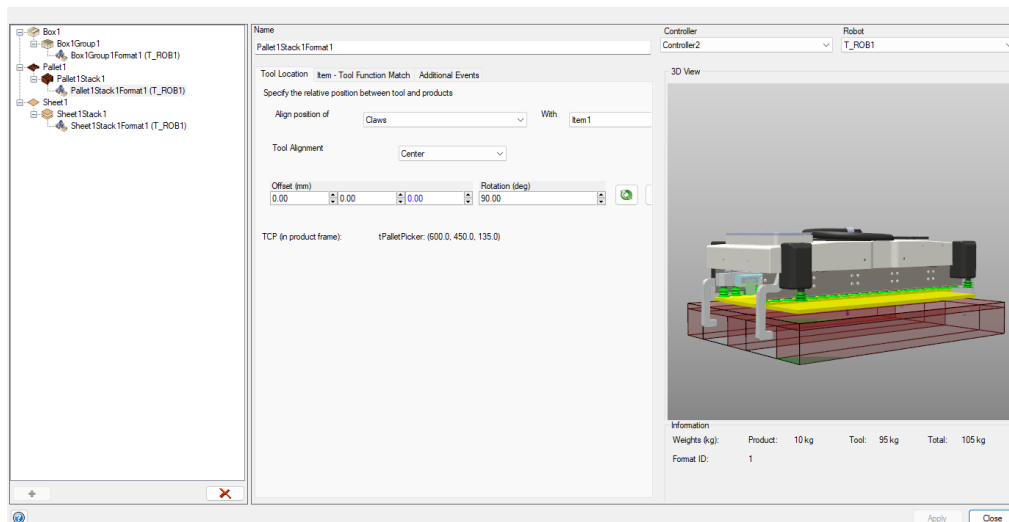 Box1
Box1Group1
Box1Group1Format1 (T_ROB1)
Pallet1
Pallet1Stack1
Pallet1Stack1Format1 (T_ROB1)
Sheet1
Sheet1Stack1
Sheet1Stack1Format1 (T_ROB1)
Name
Pallet1Stack1Format1
Tool Location Item - Tool Function Match Additional Events
Specify the relative position between tool and products
Align position of Claws With Item1
Tool Alignment Center
Offset (mm) Rotation (deg)
0.00 0.00 0.00 90.00
TCP (in product frame): tPalletPicker: (600.0, 450.0, 135.0)
Controller Robot
Controller2 T_ROB1
3D View
Information
Weights (kg): Product: 10 kg Tool: 95 kg Total: 105 kg
Format ID: 1
Apply Close